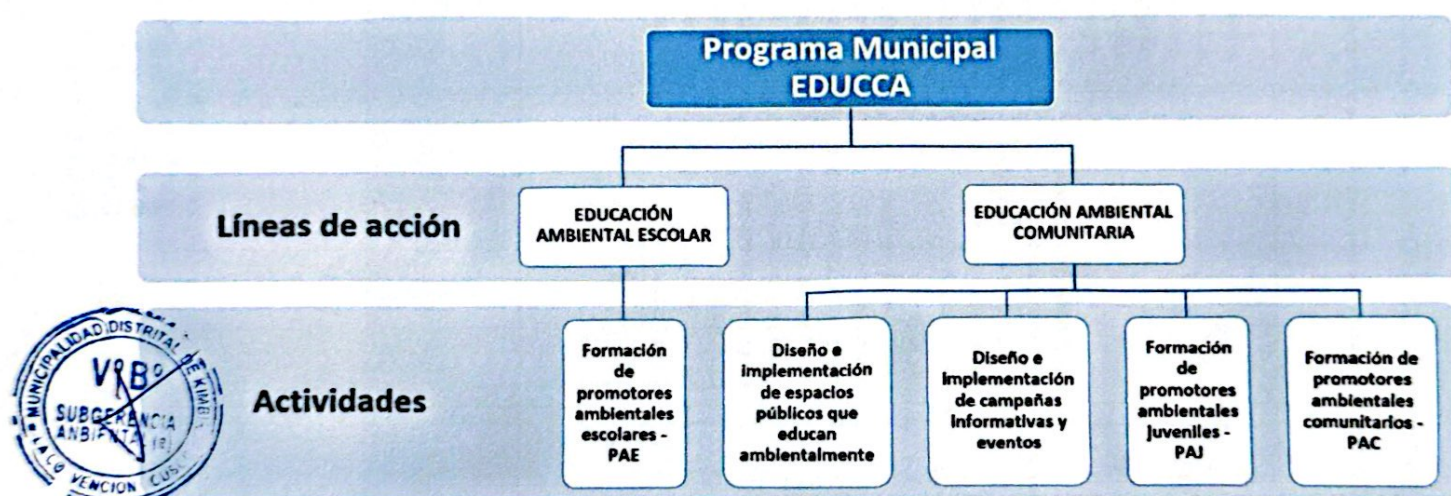 Programa Municipal
EDUCCA
Líneas de acción
EDUCACIÓN
AMBIENTAL ESCOLAR
EDUCACIÓN AMBIENTAL
COMUNITARIA
Actividades
Formación
de
promotores
ambientales
escolares -
PAE
Diseño e
implementación
de espacios
públicos que
educan
ambientalmente
Diseño e
Implementación
de campañas
informativas y
eventos
Formación
de
promotores
ambientales
juveniles -
PAJ
Formación de
promotores
ambientales
comunitarios -
PAC
MUNICIPALIDAD DISTRITAL DE
VºBº
SUBGERENCIA
AMBIENTAL (e)
VENCION